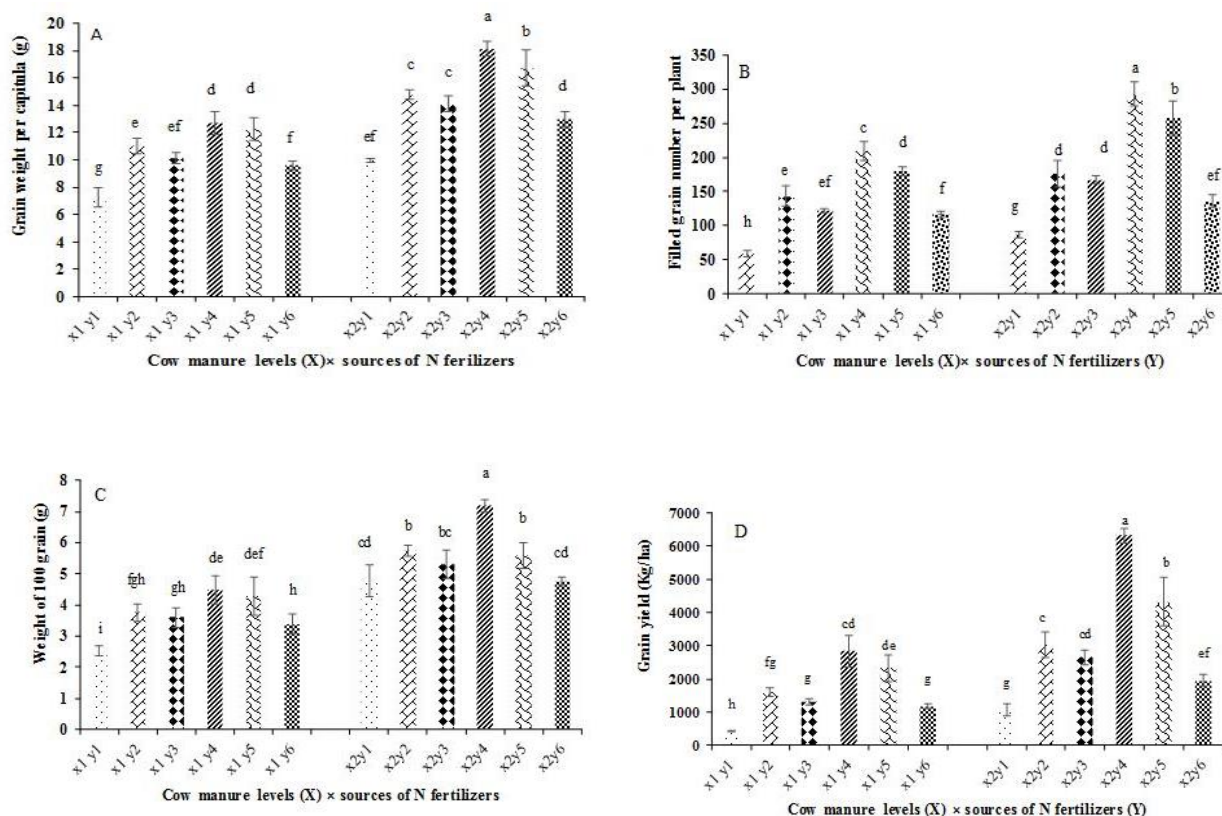 A
Grain weight per capitula (g)
20
18
16
14
12
10
8
6
4
2
0
g
e
ef
d
d
f
ef
c
c
a
b
d
x1 y1
x1 y2
x1 y3
x1 y4
x1 y5
x1 y6
x2y1
x2y2
x2y3
x2y4
x2y5
x2y6
Cow manure levels (X)× sources of N ferilizers
B
Filled grain number per plant
350
300
250
200
150
100
50
0
h
e
ef
c
d
f
g
d
d
a
b
ef
x1 y1
x1 y2
x1 y3
x1 y4
x1 y5
x1 y6
x2y1
x2y2
x2y3
x2y4
x2y5
x2y6
Cow manure levels (X)× sources of N fertilizers (Y)
C
Weight of 100 grain (g)
8
7
6
5
4
3
2
1
0
i
fgh
gh
de
def
h
cd
b
bc
a
b
cd
x1 y1
x1 y2
x1 y3
x1 y4
x1 y5
x1 y6
x2y1
x2y2
x2y3
x2y4
x2y5
x2y6
Cow manure levels (X) × sources of N fertilizers
D
Grain yield (Kg/ha)
7000
6000
5000
4000
3000
2000
1000
0
h
fg
g
cd
de
g
g
c
cd
a
b
ef
x1 y1
x1 y2
x1 y3
x1 y4
x1 y5
x1 y6
x2y1
x2y2
x2y3
x2y4
x2y5
x2y6
Cow manure levels (X) × sources of N fertilizers (Y)